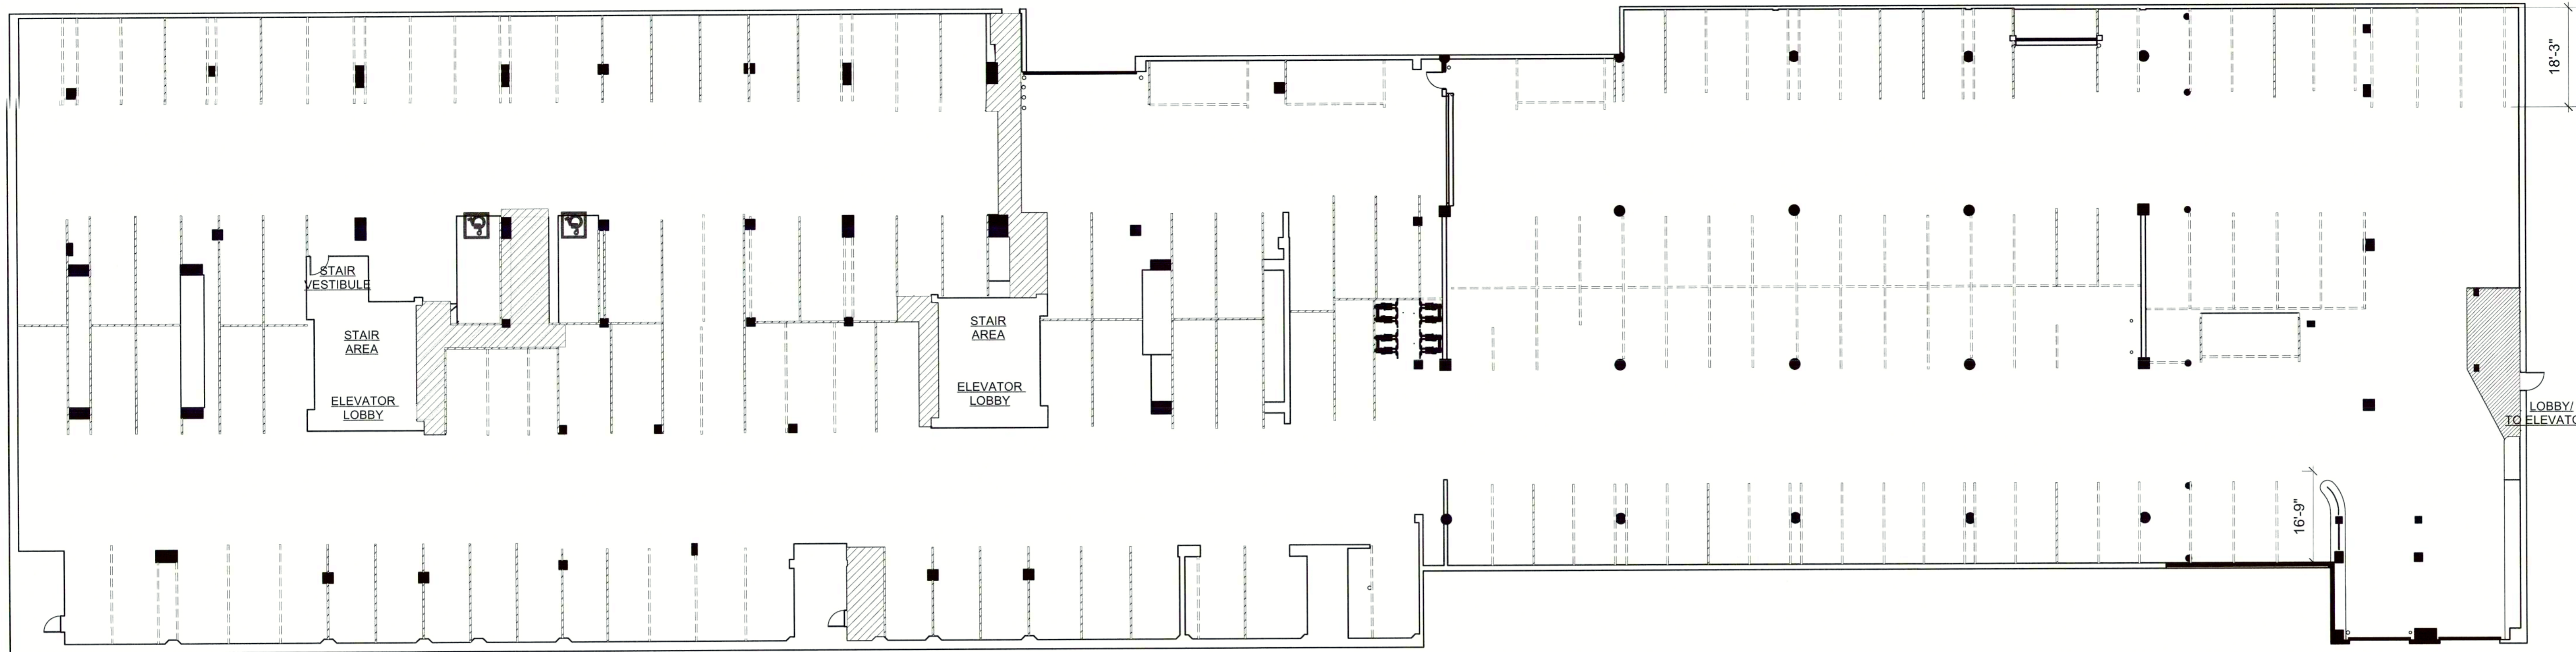 18'-3"
STAIR
VESTIBULE
STAIR
AREA
ELEVATOR
LOBBY
STAIR
AREA
ELEVATOR
LOBBY
LOBBY/
TO ELEVATO
16'-9"